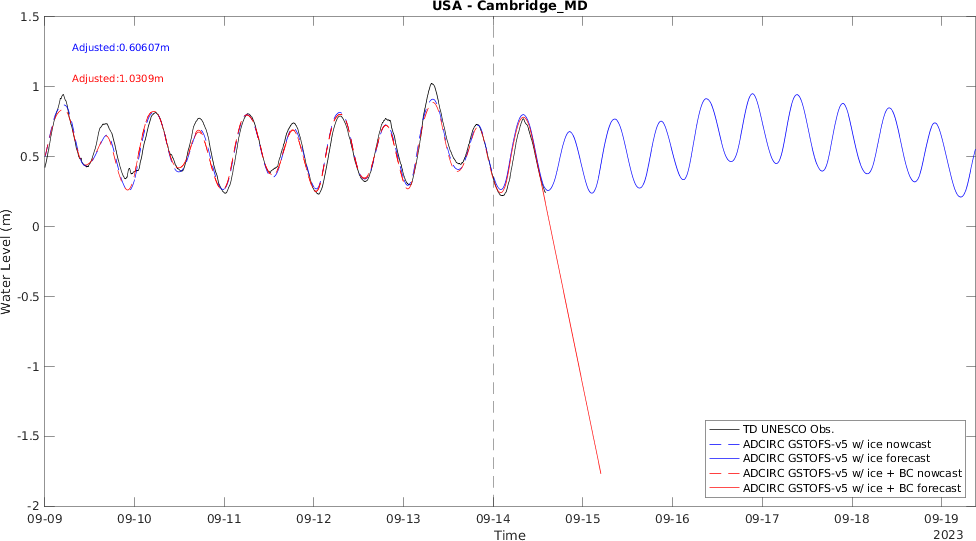 USA - Cambridge_MD
Adjusted:0.60607m
Adjusted:1.0309m
Water Level (m)
1.5
1
0.5
0
-0.5
-1
-1.5
-2
TD UNESCO Obs.
ADCIRC GSTOFS-v5 w/ ice nowcast
ADCIRC GSTOFS-v5 w/ ice forecast
ADCIRC GSTOFS-v5 w/ ice + BC nowcast
ADCIRC GSTOFS-v5 w/ ice + BC forecast
09-09 09-10 09-11 09-12 09-13 09-14 09-15 09-16 09-17 09-18 09-19
Time
2023